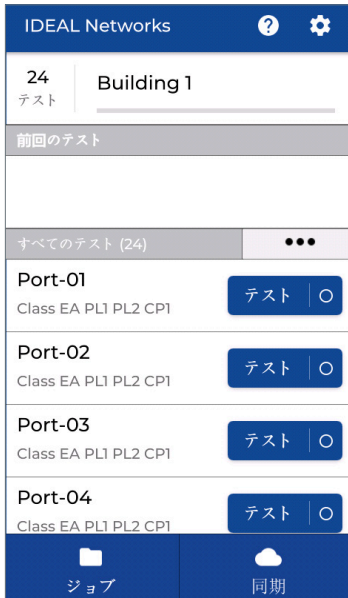 IDEAL Networks
24
テスト
Building 1
前回のテスト
すべてのテスト (24)
Port-01
Class EA PL1 PL2 CP1
テスト
Port-02
Class EA PL1 PL2 CP1
テスト
Port-03
Class EA PL1 PL2 CP1
テスト
Port-04
Class EA PL1 PL2 CP1
テスト
ジョブ
同期